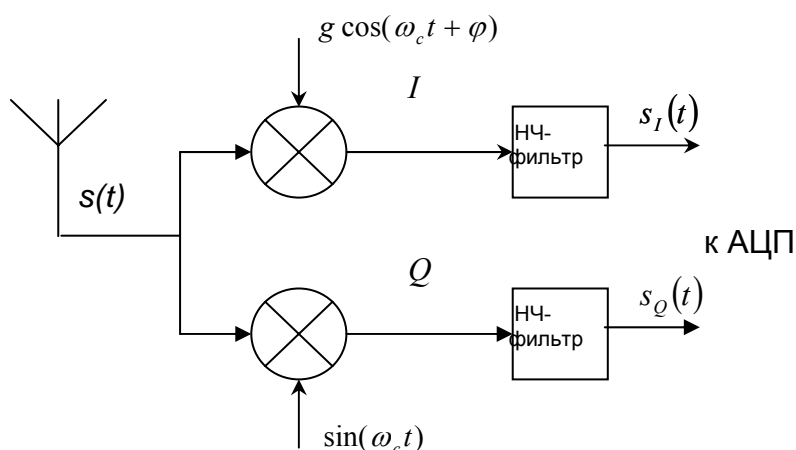 g cos(ω_c t + φ)
I
s_I(t)
НЧ-
фильтр
s(t)
к АЦП
Q
s_Q(t)
НЧ-
фильтр
sin(ω_c t)